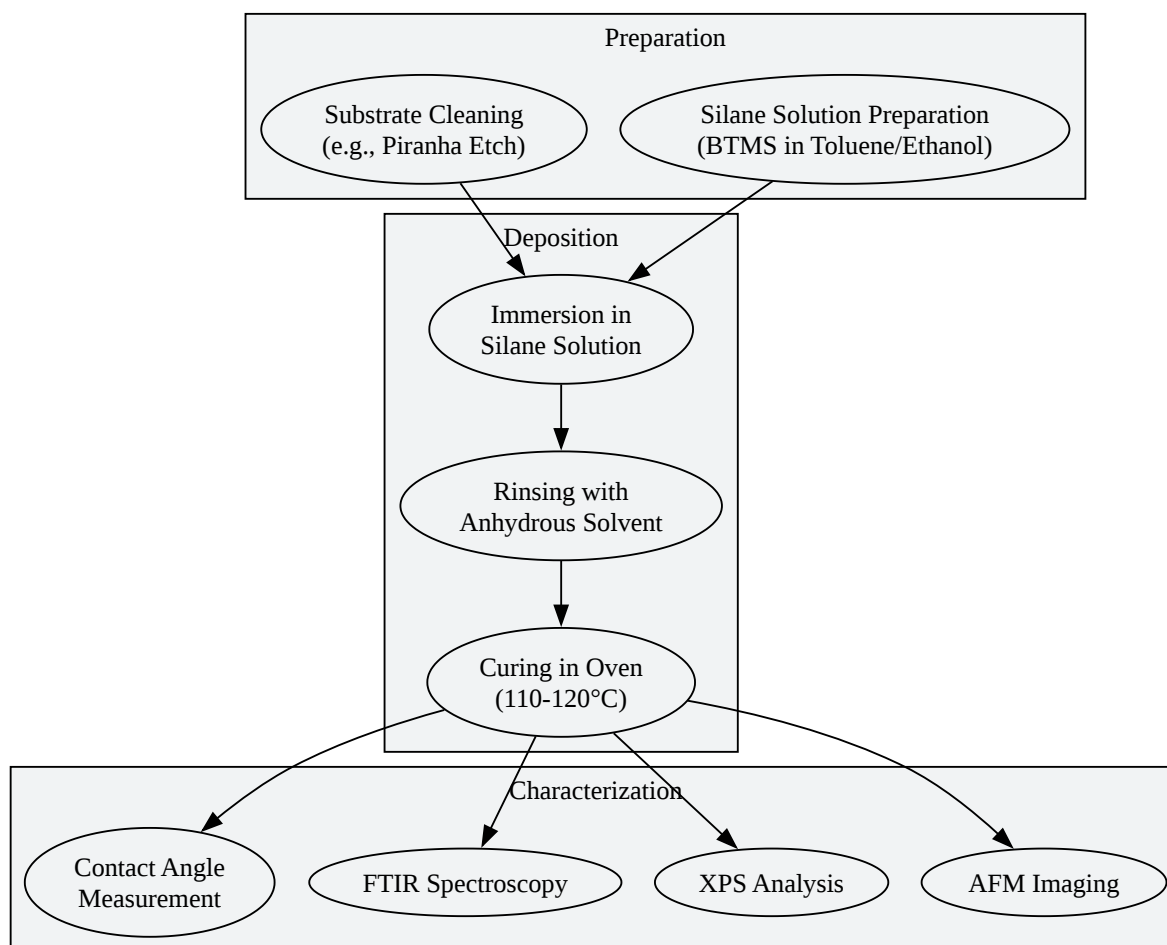 Preparation
Substrate Cleaning
(e.g., Piranha Etch)
Silane Solution Preparation
(BTMS in Toluene/Ethanol)
Deposition
Immersion in
Silane Solution
Rinsing with
Anhydrous Solvent
Curing in Oven
(110-120°C)
Characterization
Contact Angle
Measurement
FTIR Spectroscopy
XPS Analysis
AFM Imaging